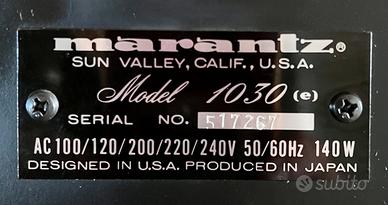 marantz®
SUN VALLEY, CALIF., U.S.A.
Model 1030 (e)
SERIAL NO. 517267
AC 100/120/200/220/240V 50/60Hz 140W
DESIGNED IN U.S.A. PRODUCED IN JAPAN
subito